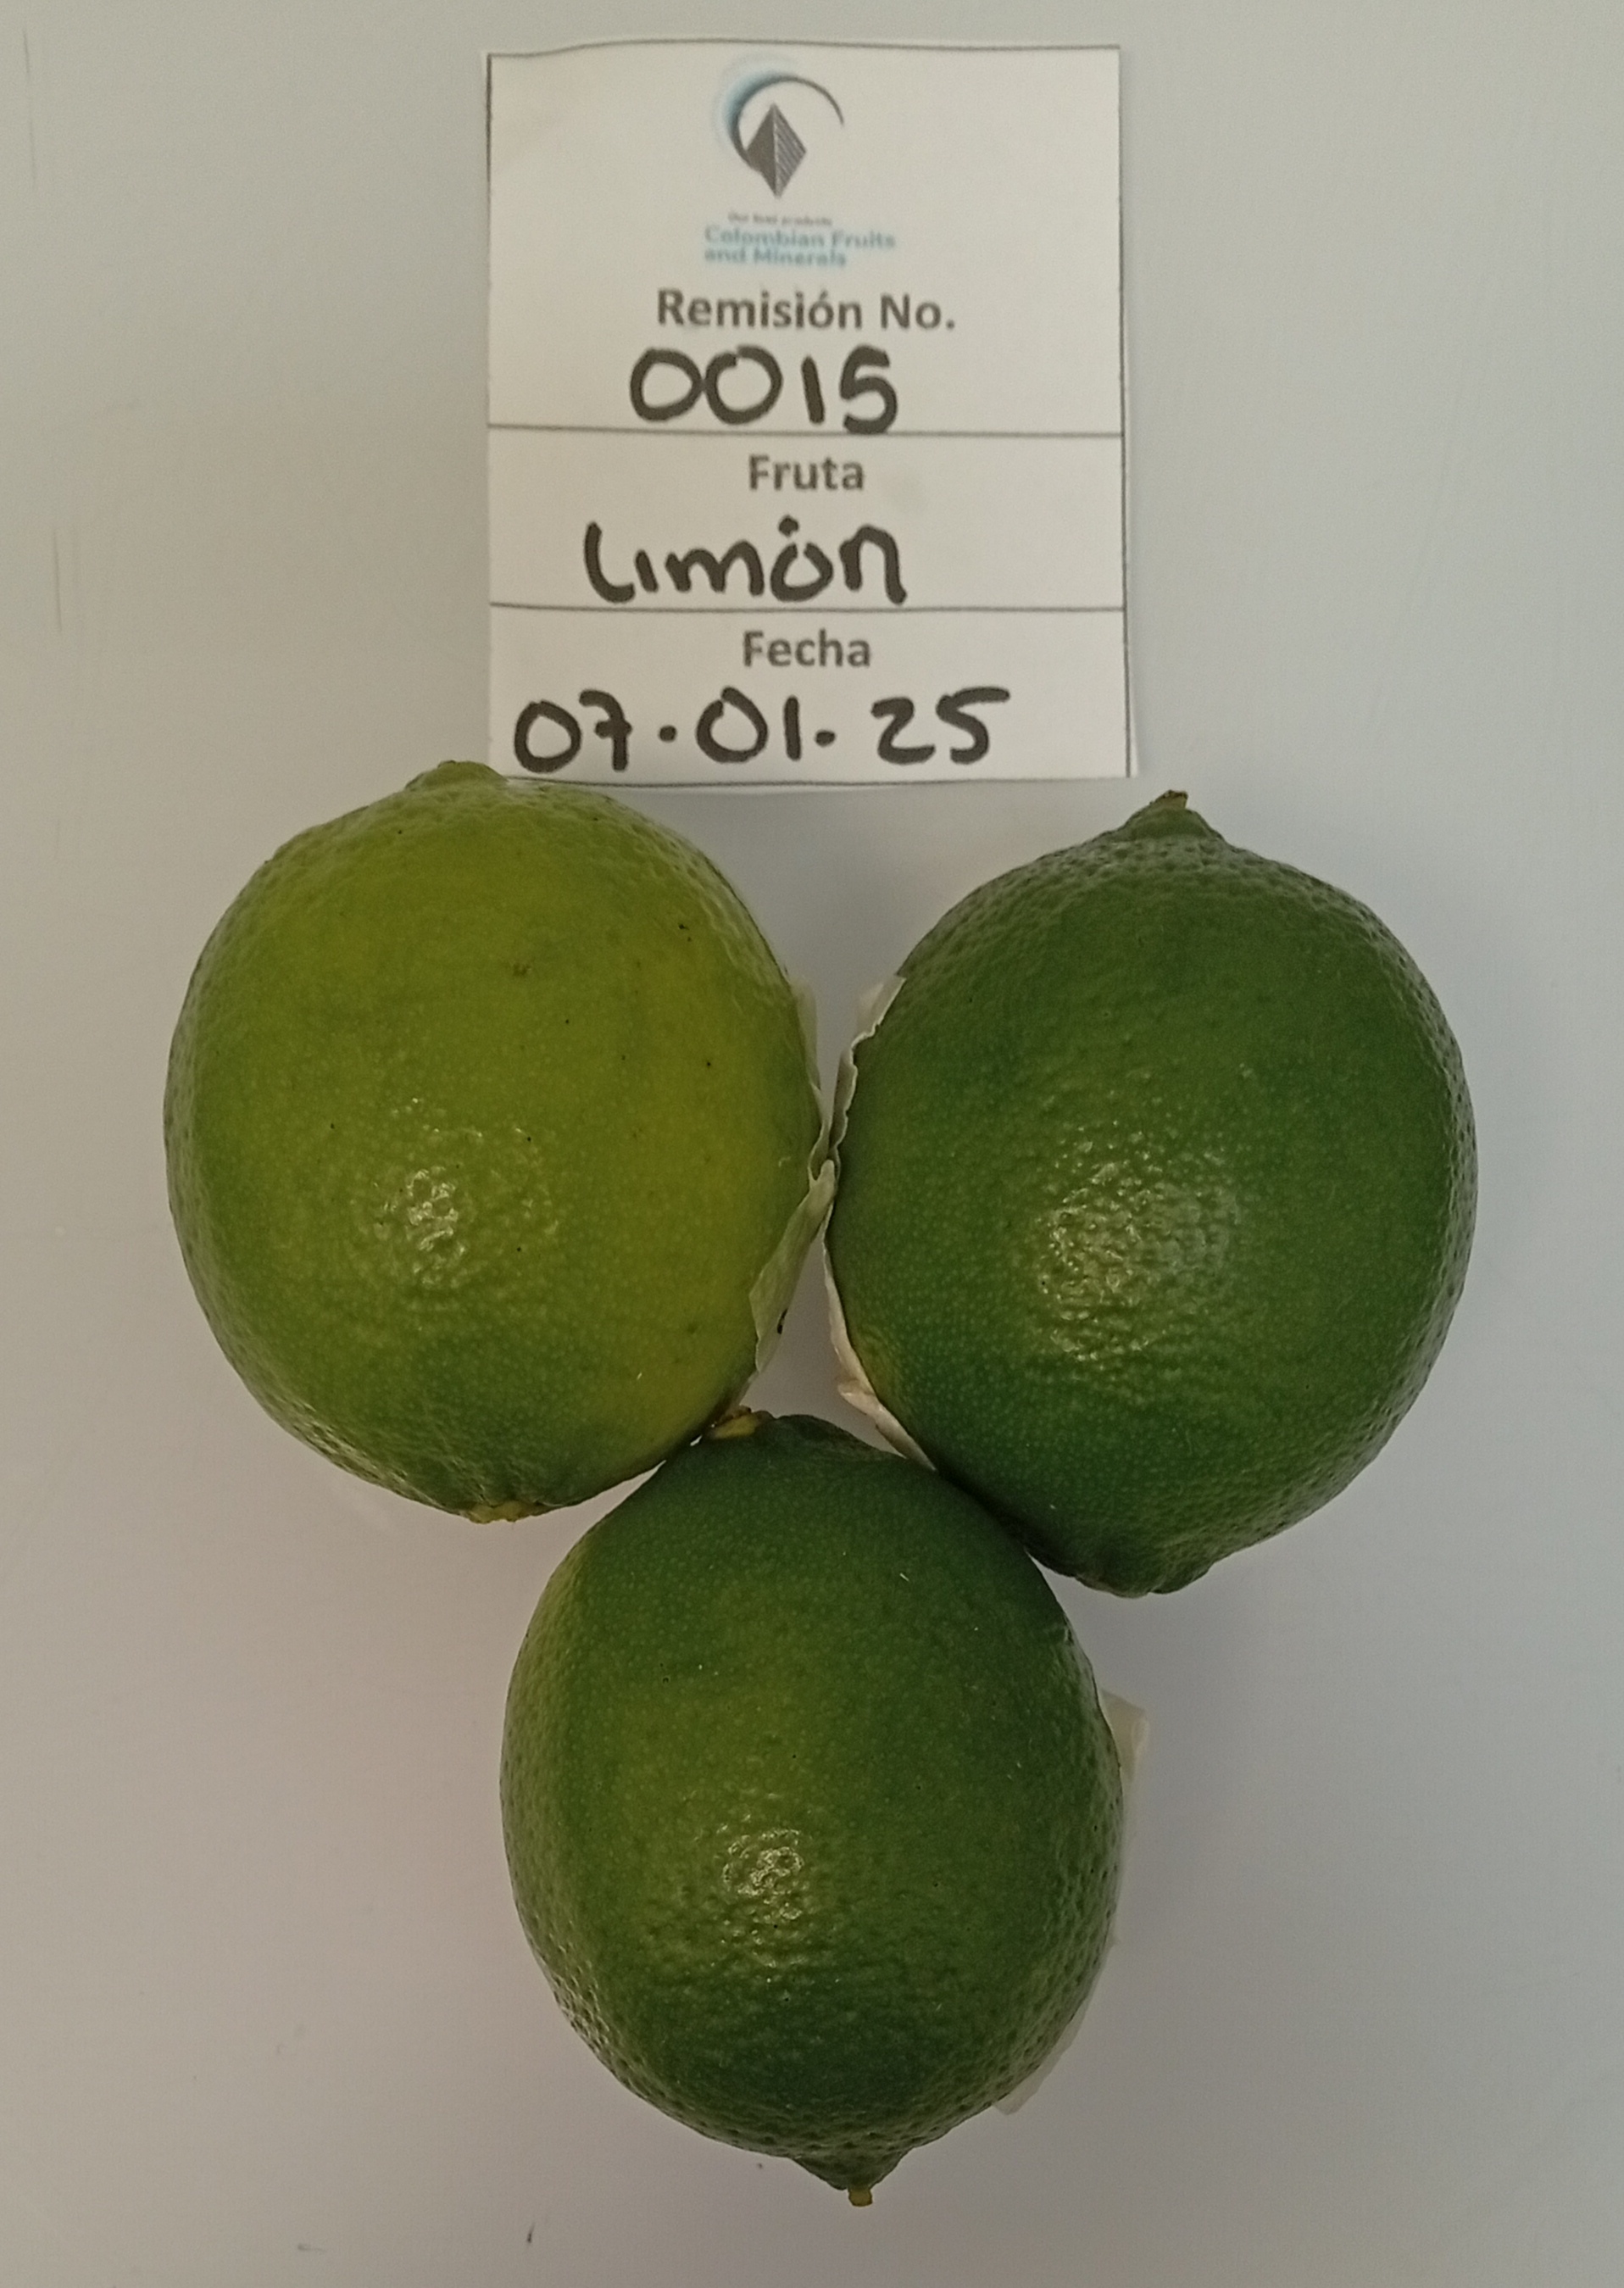 Our best products
Colombian Fruits
and Minerals
Remisión No.
0015
Fruta
Limón
Fecha
07.01.25